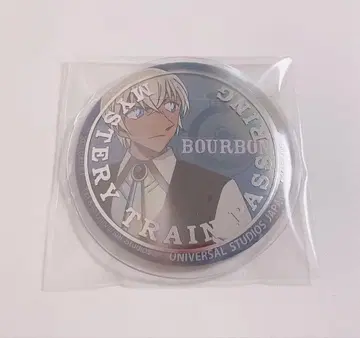 MYSTERY TRAIN PASSRING
BOURBON
UNIVERSAL STUDIOS JAPAN